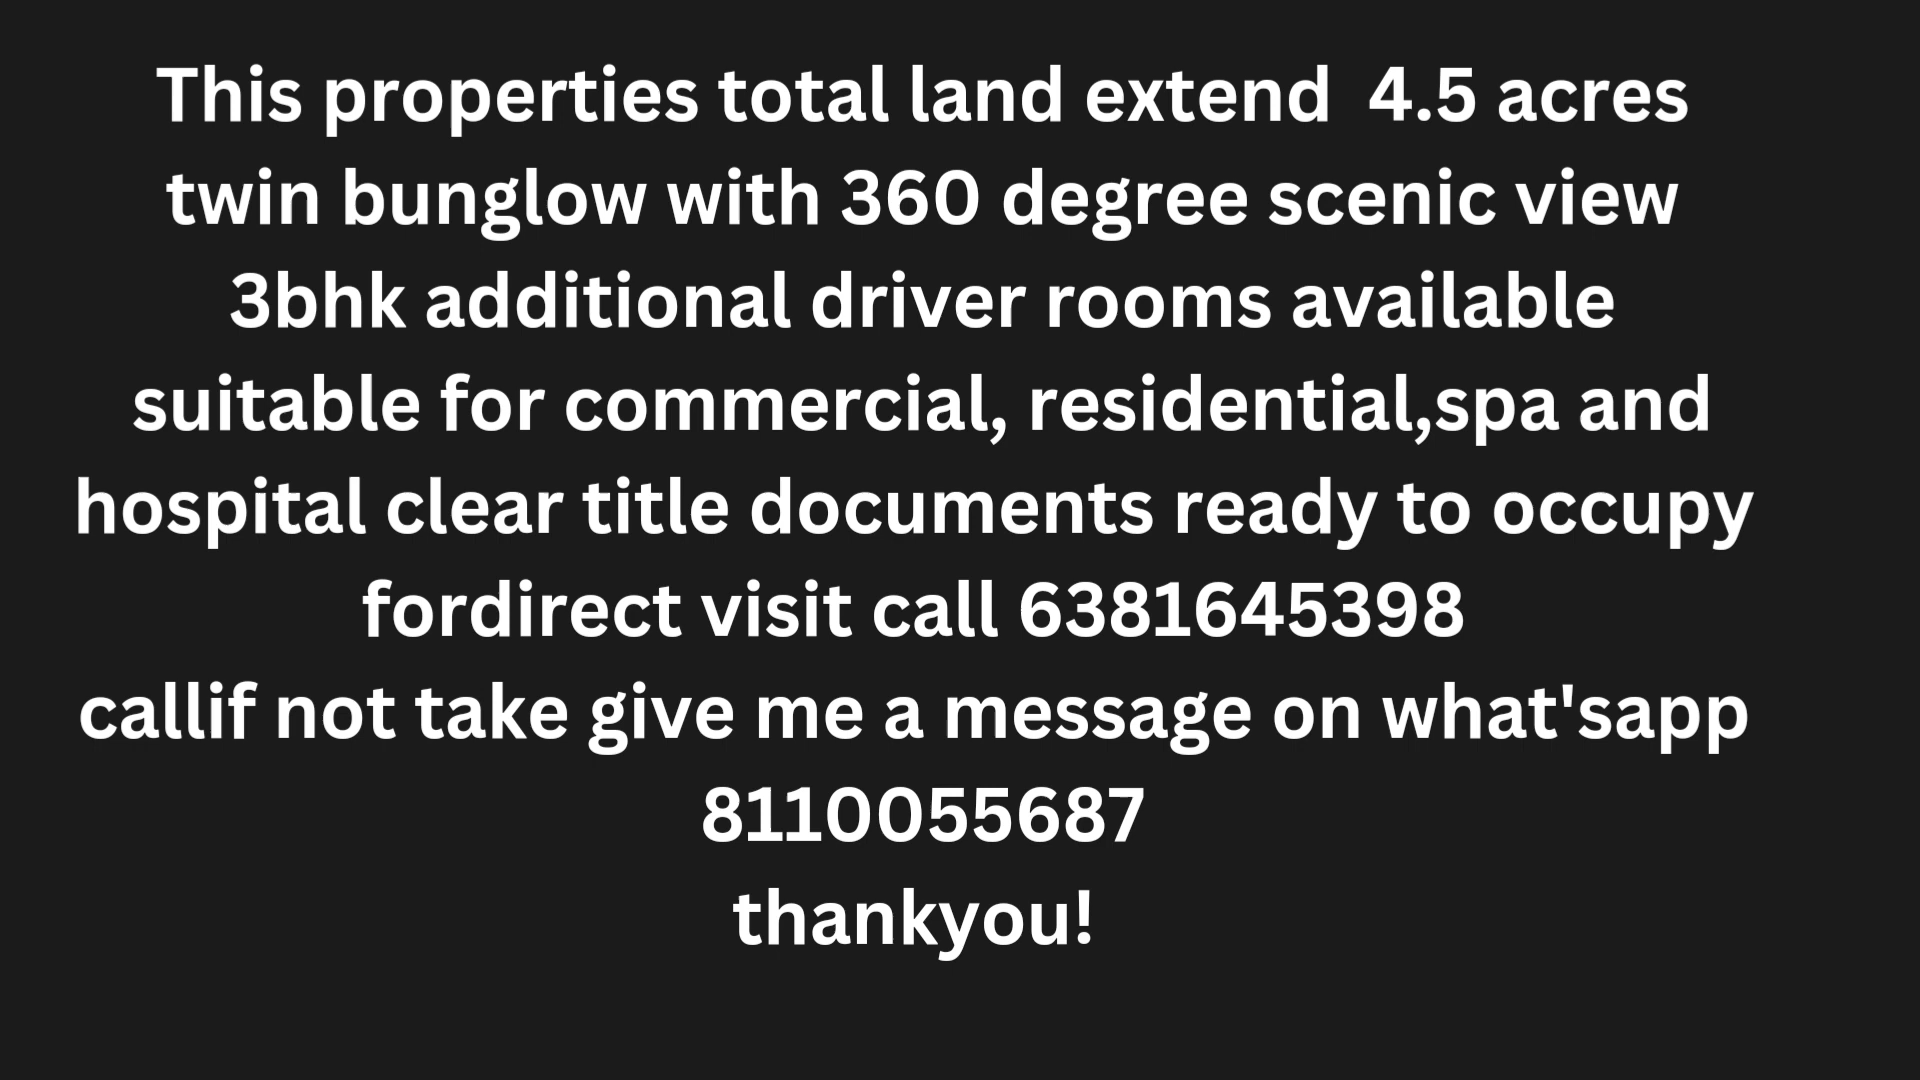 This properties total land extend  4.5 acres
twin bunglow with 360 degree scenic view
3bhk additional driver rooms available
suitable for commercial, residential,spa and
hospital clear title documents ready to occupy
fordirect visit call 6381645398
callif not take give me a message on what'sapp
8110055687
thankyou!